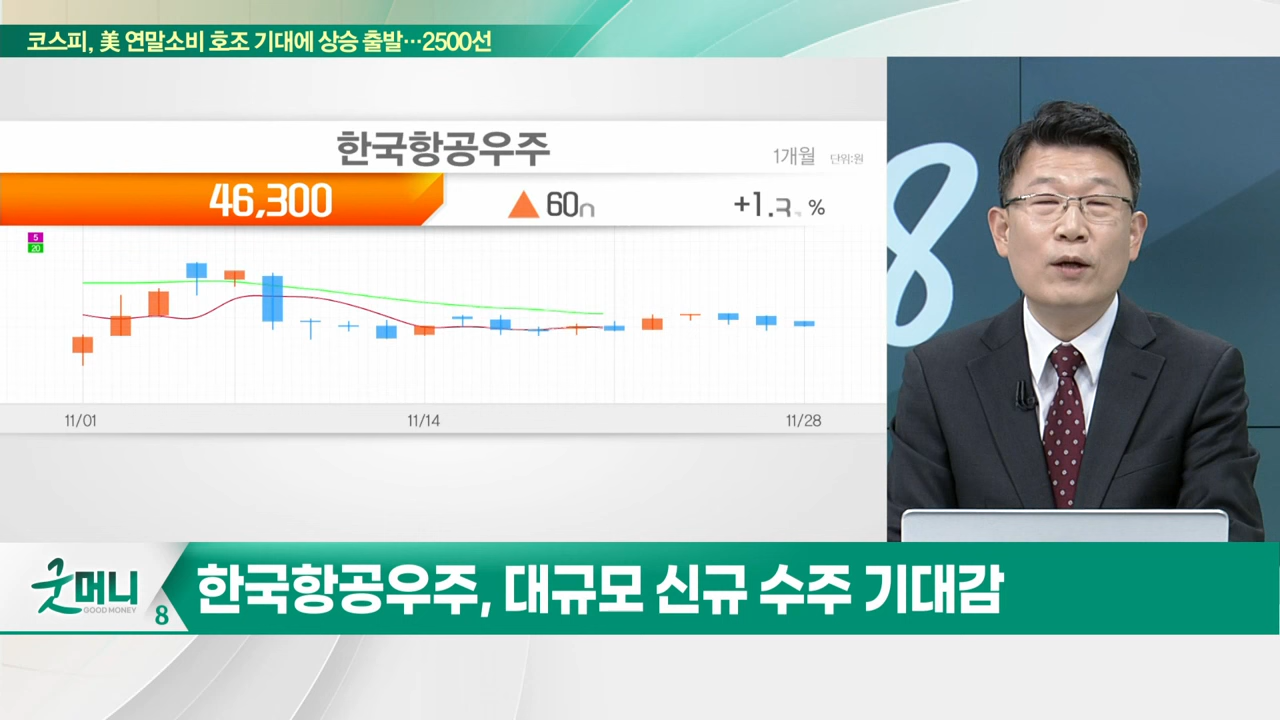 코스피, 美 연말소비 호조 기대에 상승 출발…2500선
한국항공우주
1개월 단위:원
46,300
▲ 60
+1. %
5
20
11/01 11/14 11/28
8
굿머니
GOOD MONEY
8
한국항공우주, 대규모 신규 수주 기대감